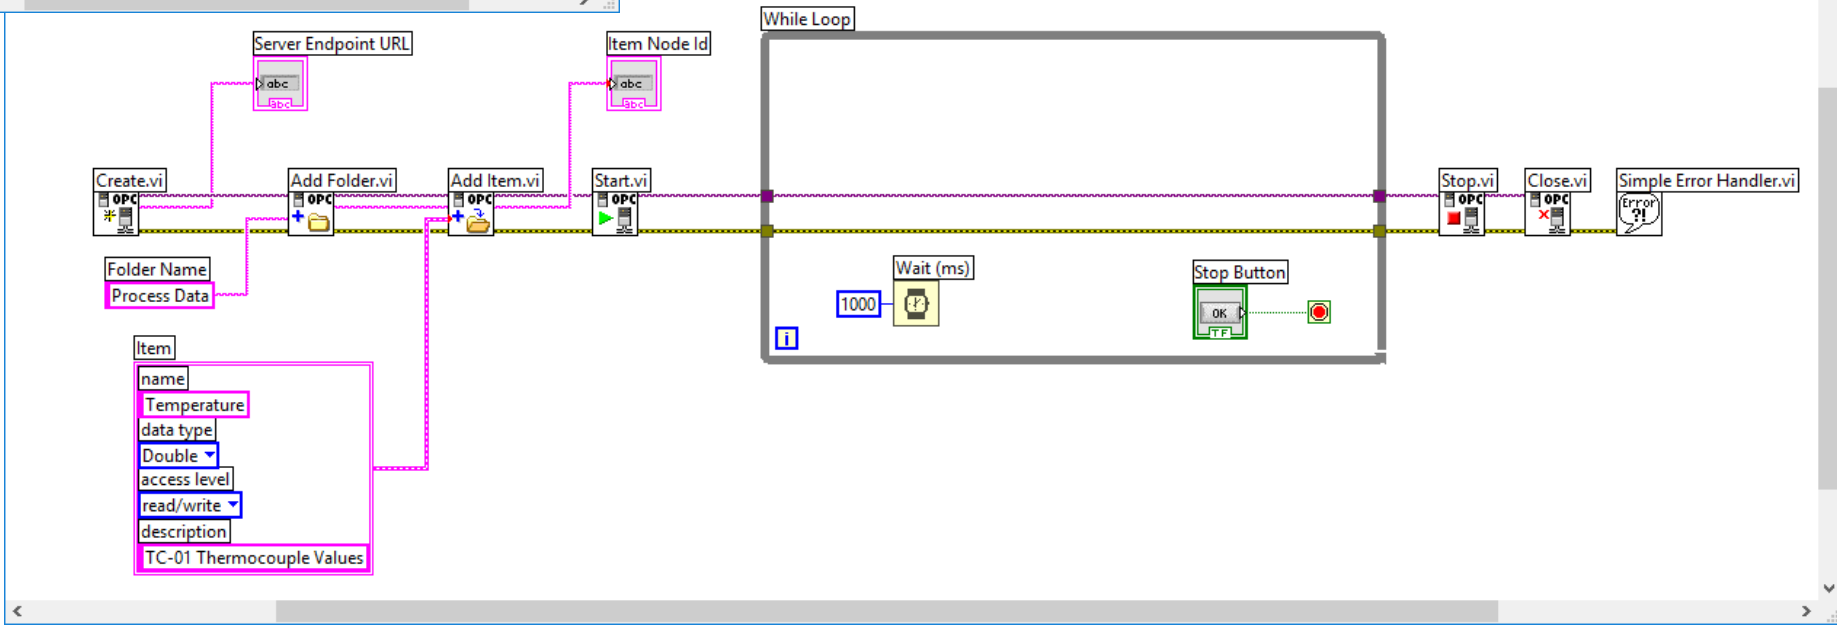 While Loop
Server Endpoint URL
Item Node Id
abc
abc
abc
abc
Create.vi
Add Folder.vi
Add Item.vi
Start.vi
Stop.vi
Close.vi
Simple Error Handler.vi
OPC
OPC
OPC
OPC
OPC
OPC
Error
?!
Folder Name
Process Data
Wait (ms)
1000
Stop Button
OK
TF
i
Item
name
Temperature
data type
Double
access level
read/write
description
TC-01 Thermocouple Values